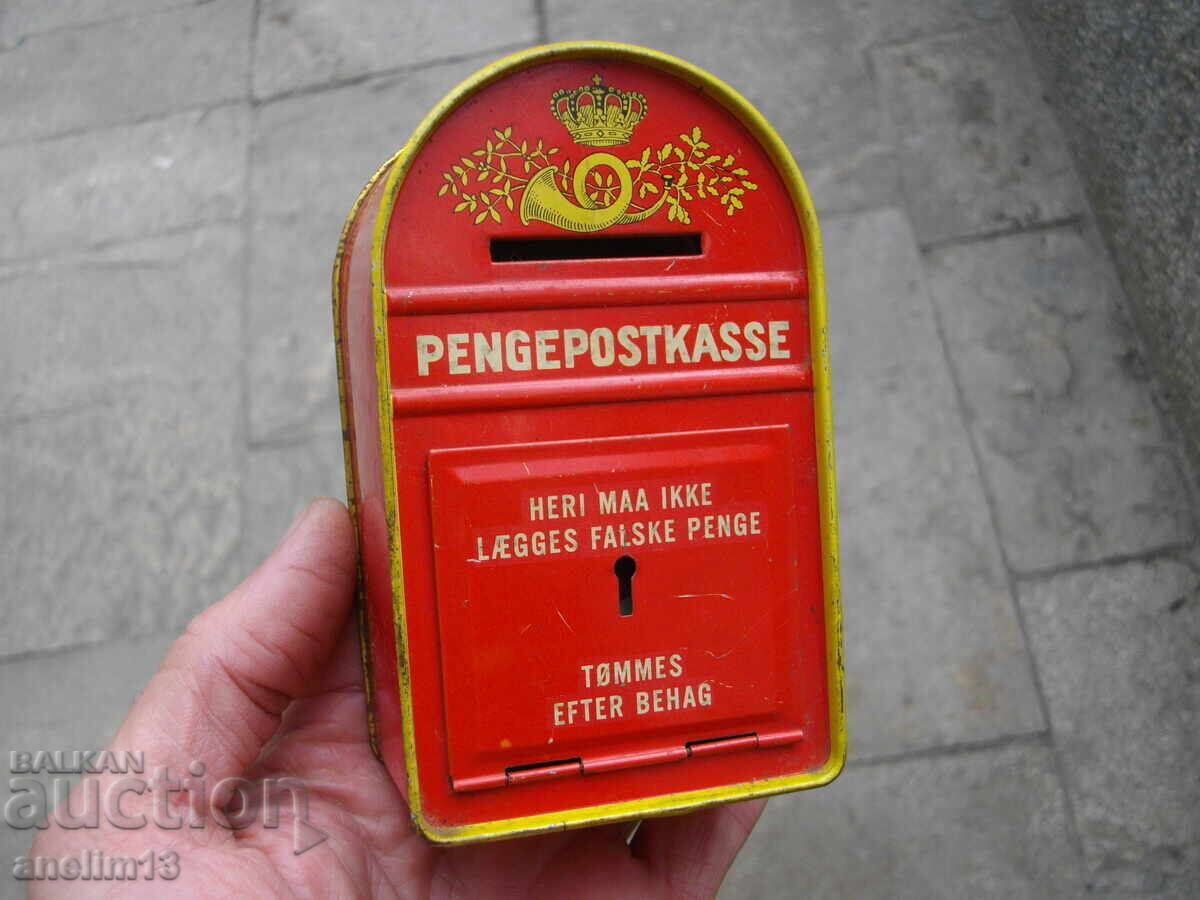 PENGEPOSTKASSE
HERI MAA IKKE
LÆGGES FALSKE PENGE
TØMMES
EFTER BEHAG
BALKAN
auction
anelim13